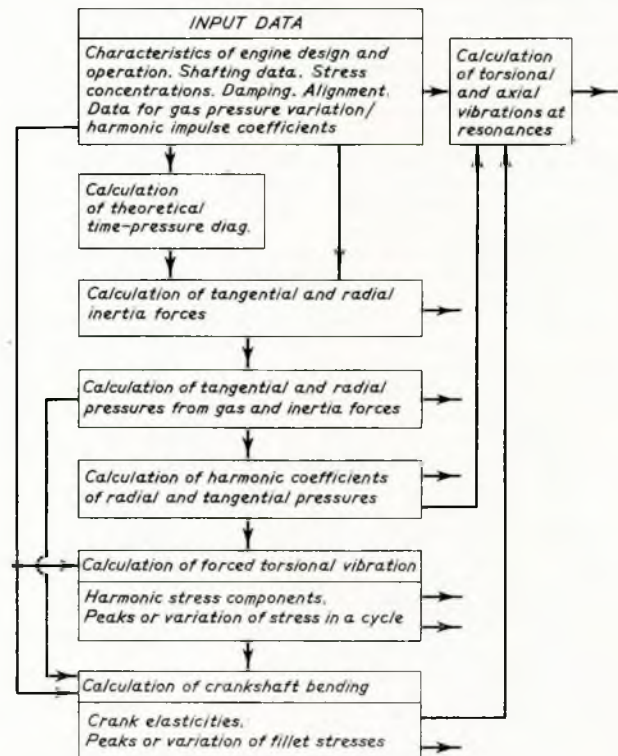 INPUT DATA
Characteristics of engine design and
operation. Shafting data. Stress
concentrations. Damping. Alignment.
Data for gas pressure variation/
harmonic impulse coefficients
Calculation
of torsional
and axial
vibrations at
resonances
Calculation
of theoretical
time-pressure diag.
Calculation of tangential and radial
inertia forces
Calculation of tangential and radial
pressures from gas and inertia forces
Calculation of harmonic coefficients
of radial and tangential pressures
Calculation of forced torsional vibration
Harmonic stress components.
Peaks or variation of stress in a cycle
Calculation of crankshaft bending
Crank elasticities.
Peaks or variation of fillet stresses